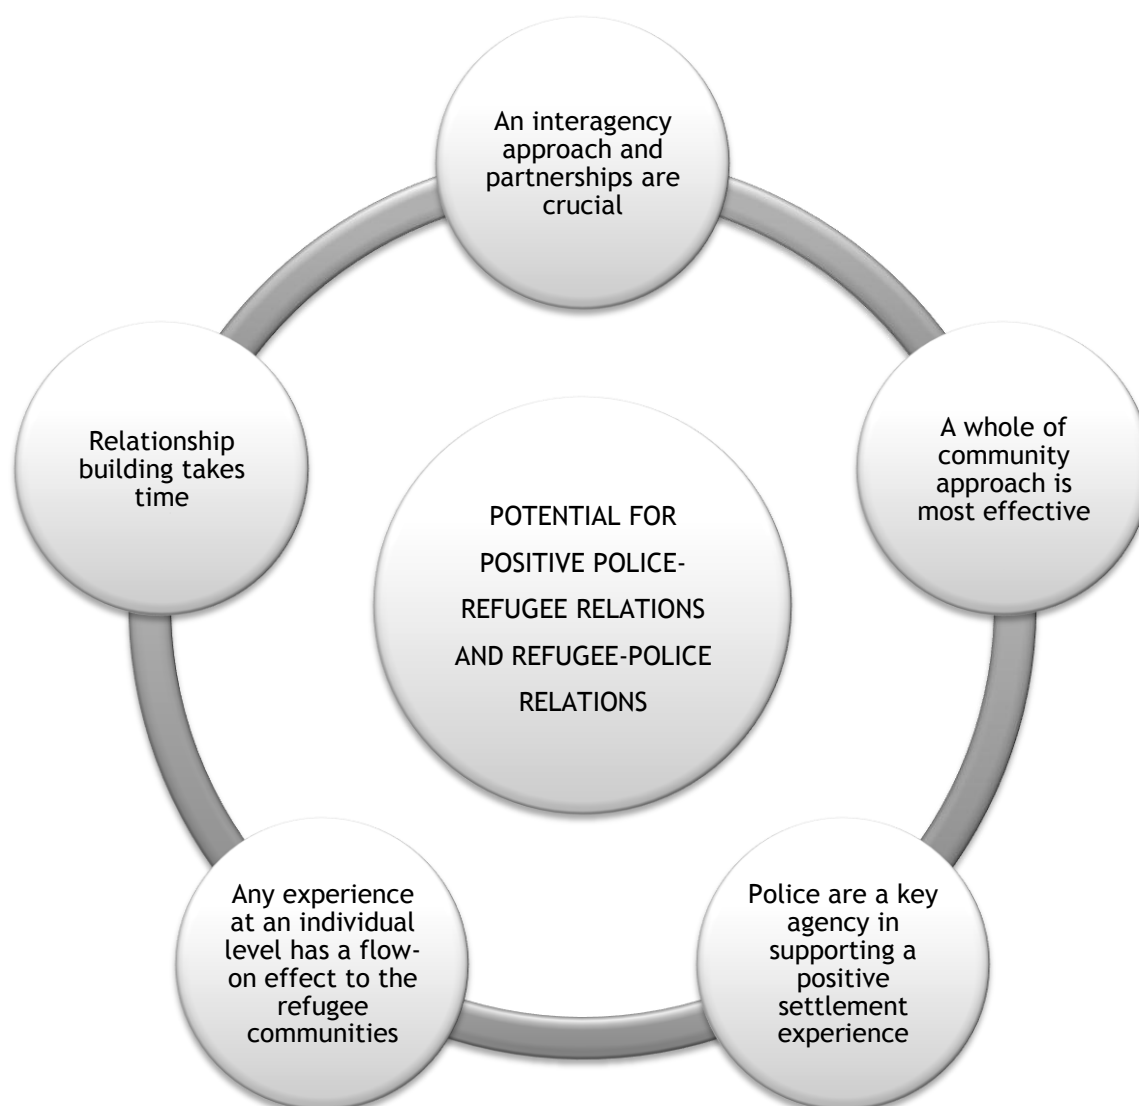 An interagency
approach and
partnerships are
crucial
A whole of
community
approach is
most effective
Police are a key
agency in
supporting a
positive
settlement
experience
Any experience
at an individual
level has a flow-
on effect to the
refugee
communities
Relationship
building takes
time
POTENTIAL FOR
POSITIVE POLICE-
REFUGEE RELATIONS
AND REFUGEE-POLICE
RELATIONS